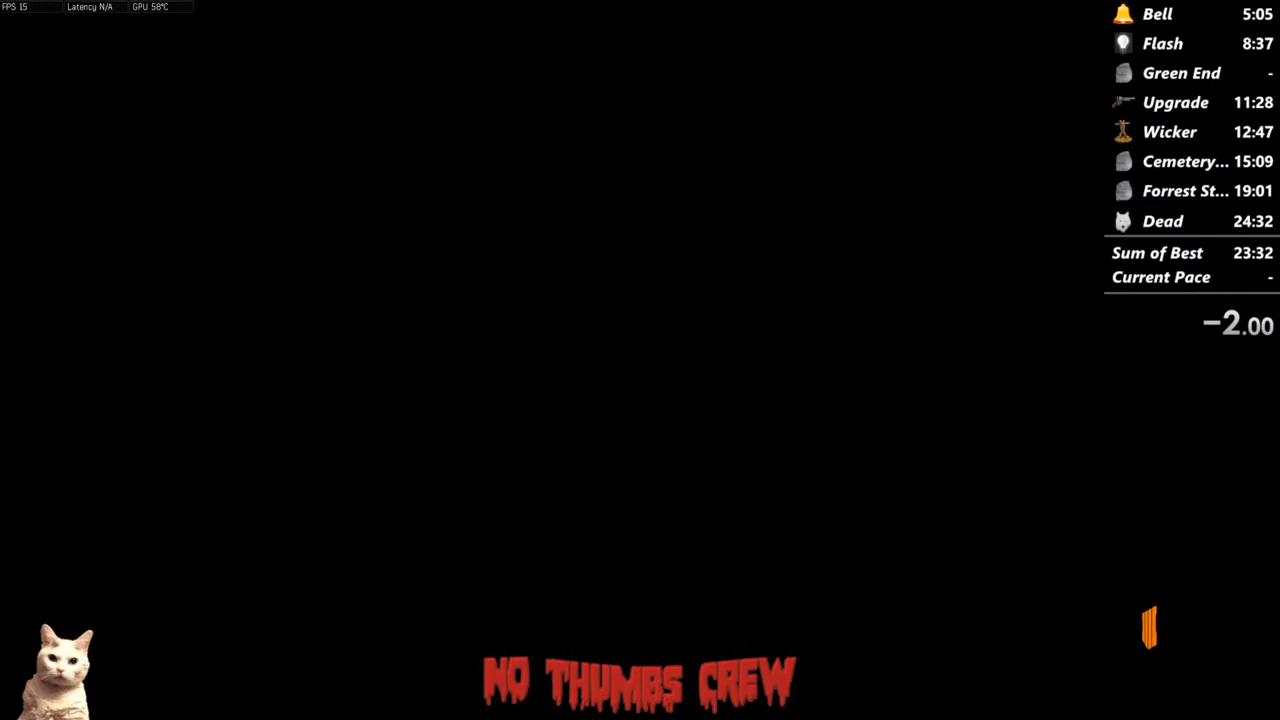 FPS 15 Latency N/A GPU 58°C
Bell 5:05
Flash 8:37
Green End -
Upgrade 11:28
Wicker 12:47
Cemetery... 15:09
Forrest St... 19:01
Dead 24:32
Sum of Best 23:32
Current Pace -
-2.00
NO THUMBS CREW